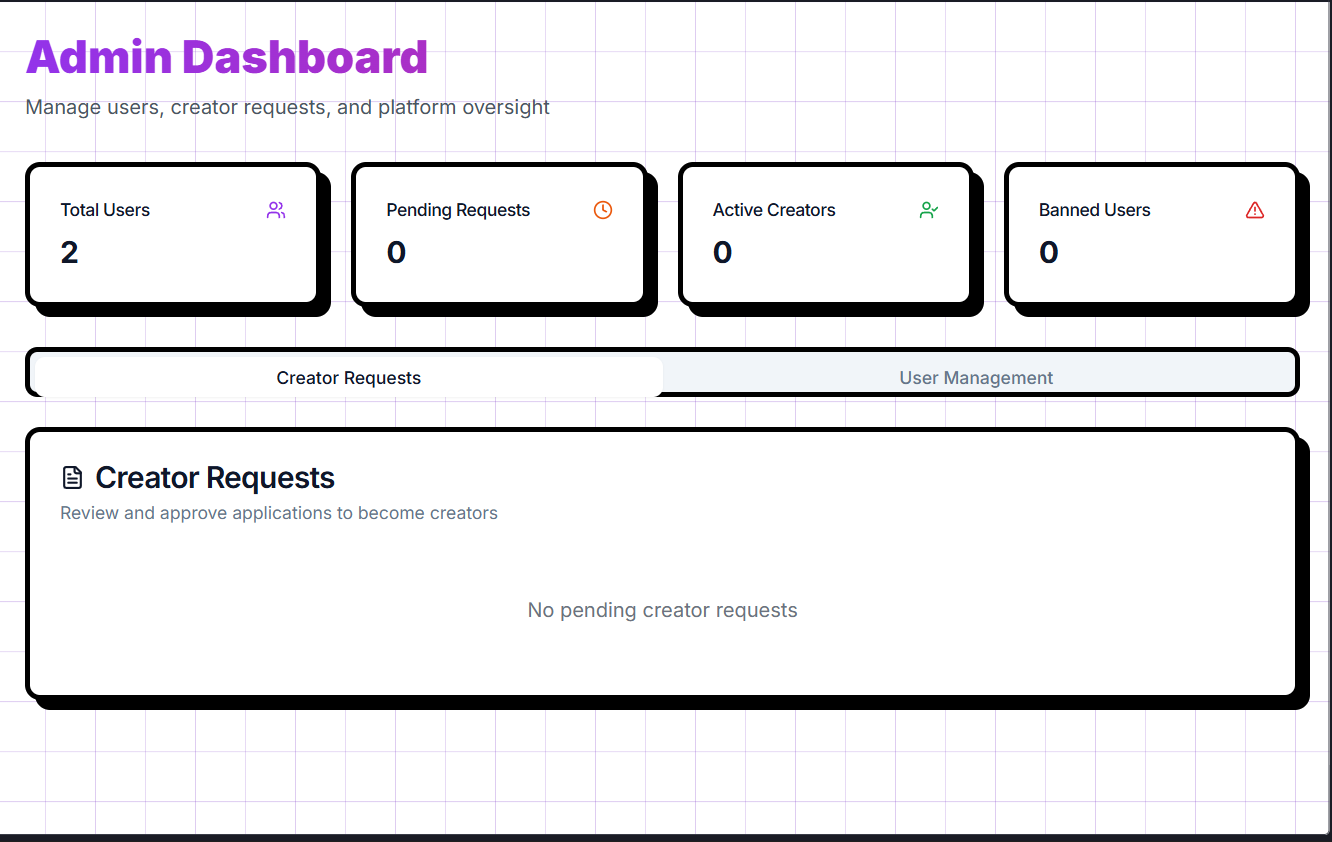 Admin Dashboard
Manage users, creator requests, and platform oversight
Total Users
2
Pending Requests
0
Active Creators
0
Banned Users
0
Creator Requests
User Management
Creator Requests
Review and approve applications to become creators
No pending creator requests